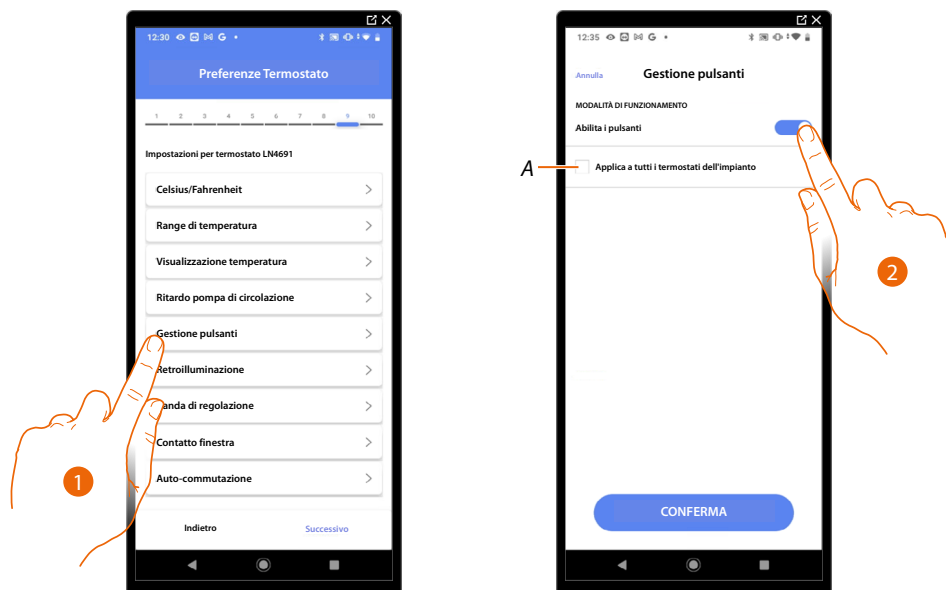 12:30 G
Preferenze Termostato
1 2 3 4 5 6 7 8 9 10
Impostazioni per termostato LN4691
Celsius/Fahrenheit
Range di temperatura
Visualizzazione temperatura
Ritardo pompa di circolazione
Gestione pulsanti
Retroilluminazione
anda di regolazione
Contatto finestra
Auto-commutazione
Indietro Successivo
1
12:35 G
Annulla Gestione pulsanti
MODALITÀ DI FUNZIONAMENTO
Abilita i pulsanti
A
Applica a tutti i termostati dell'impianto
2
CONFERMA